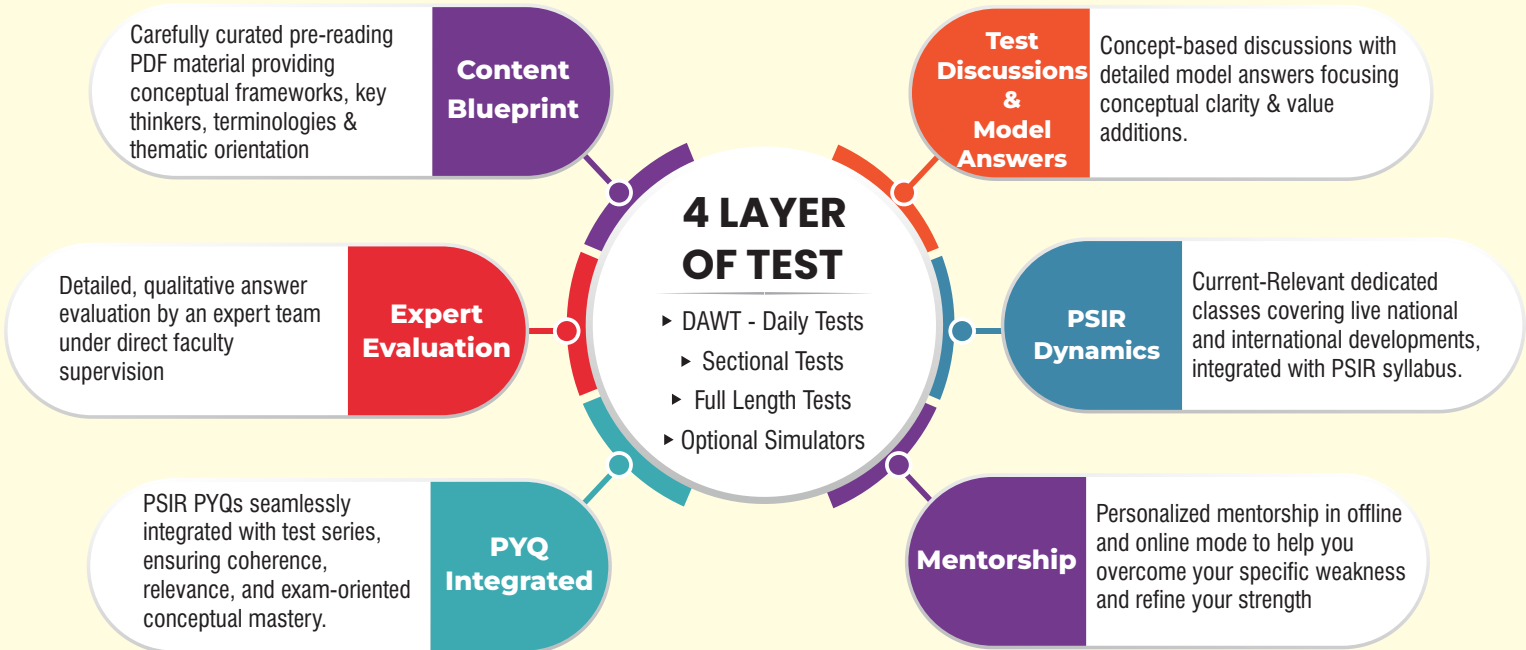 Carefully curated pre-reading
PDF material providing
conceptual frameworks, key
thinkers, terminologies &
thematic orientation
Content
Blueprint
Test
Discussions
&
Model
Answers
Concept-based discussions with
detailed model answers focusing
conceptual clarity & value
additions.
4 LAYER
OF TEST
▸ DAWT - Daily Tests
▸ Sectional Tests
▸ Full Length Tests
▸ Optional Simulators
Detailed, qualitative answer
evaluation by an expert team
under direct faculty
supervision
Expert
Evaluation
PSIR
Dynamics
Current-Relevant dedicated
classes covering live national
and international developments,
integrated with PSIR syllabus.
PSIR PYQs seamlessly
integrated with test series,
ensuring coherence,
relevance, and exam-oriented
conceptual mastery.
PYQ
Integrated
Mentorship
Personalized mentorship in offline
and online mode to help you
overcome your specific weakness
and refine your strength